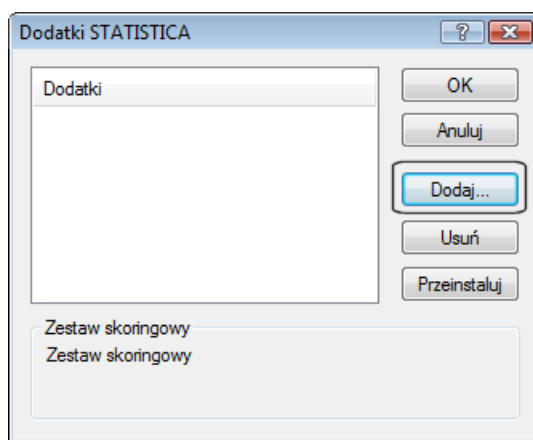 Dodatki STATISTICA
Dodatki
OK
Anuluj
Dodaj...
Usuń
Przeinstaluj
Zestaw skoringowy
Zestaw skoringowy